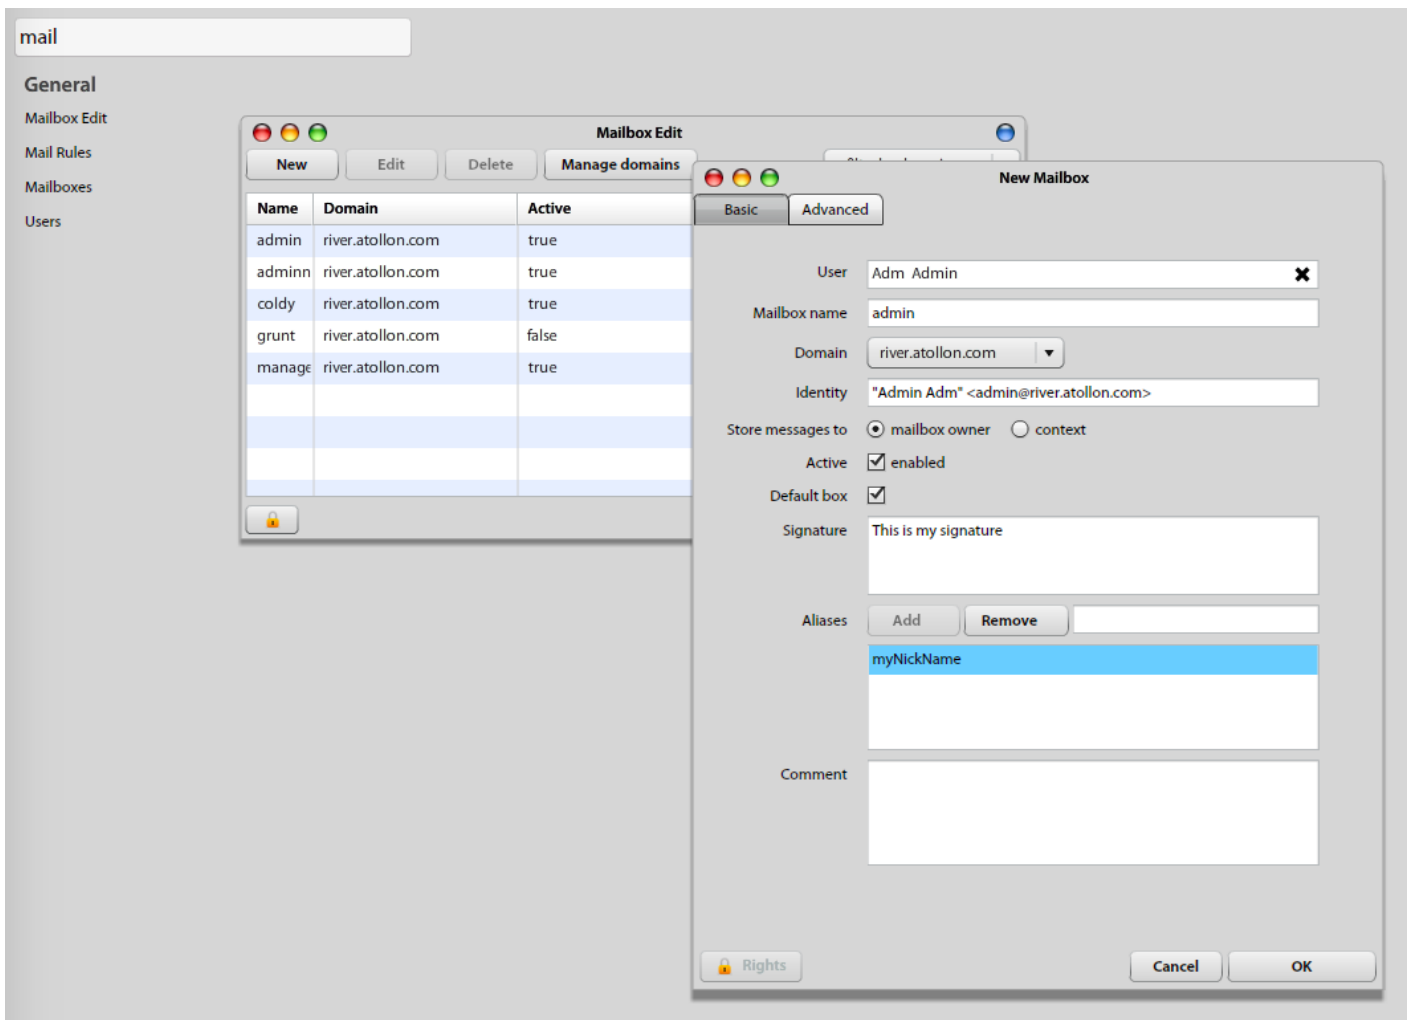 mail
General
Mailbox Edit
Mail Rules
Mailboxes
Users
Mailbox Edit
New Edit Delete Manage domains
Name Domain Active
admin river.atollon.com true
adminn river.atollon.com true
coldy river.atollon.com true
grunt river.atollon.com false
manage river.atollon.com true
New Mailbox
Basic Advanced
User Adm Admin
Mailbox name admin
Domain river.atollon.com
Identity "Admin Adm" <admin@river.atollon.com>
Store messages to mailbox owner context
Active enabled
Default box
Signature This is my signature
Aliases Add Remove
myNickName
Comment
Rights Cancel OK